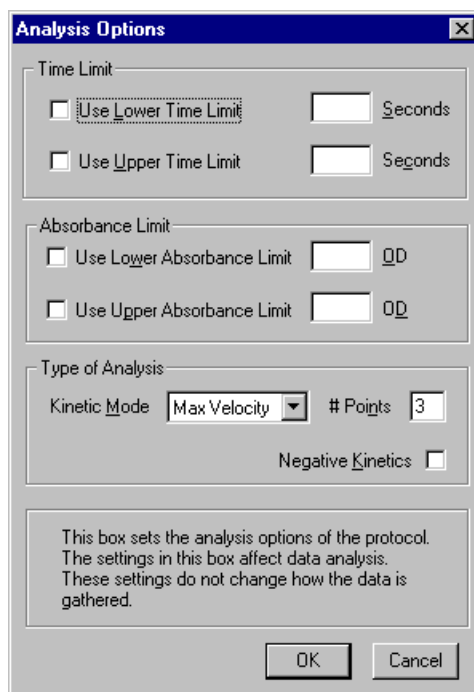 Analysis Options
Time Limit
Use Lower Time Limit Seconds
Use Upper Time Limit Seconds
Absorbance Limit
Use Lower Absorbance Limit OD
Use Upper Absorbance Limit OD
Type of Analysis
Kinetic Mode Max Velocity # Points 3
Negative Kinetics
This box sets the analysis options of the protocol.
The settings in this box affect data analysis.
These settings do not change how the data is
gathered.
OK Cancel